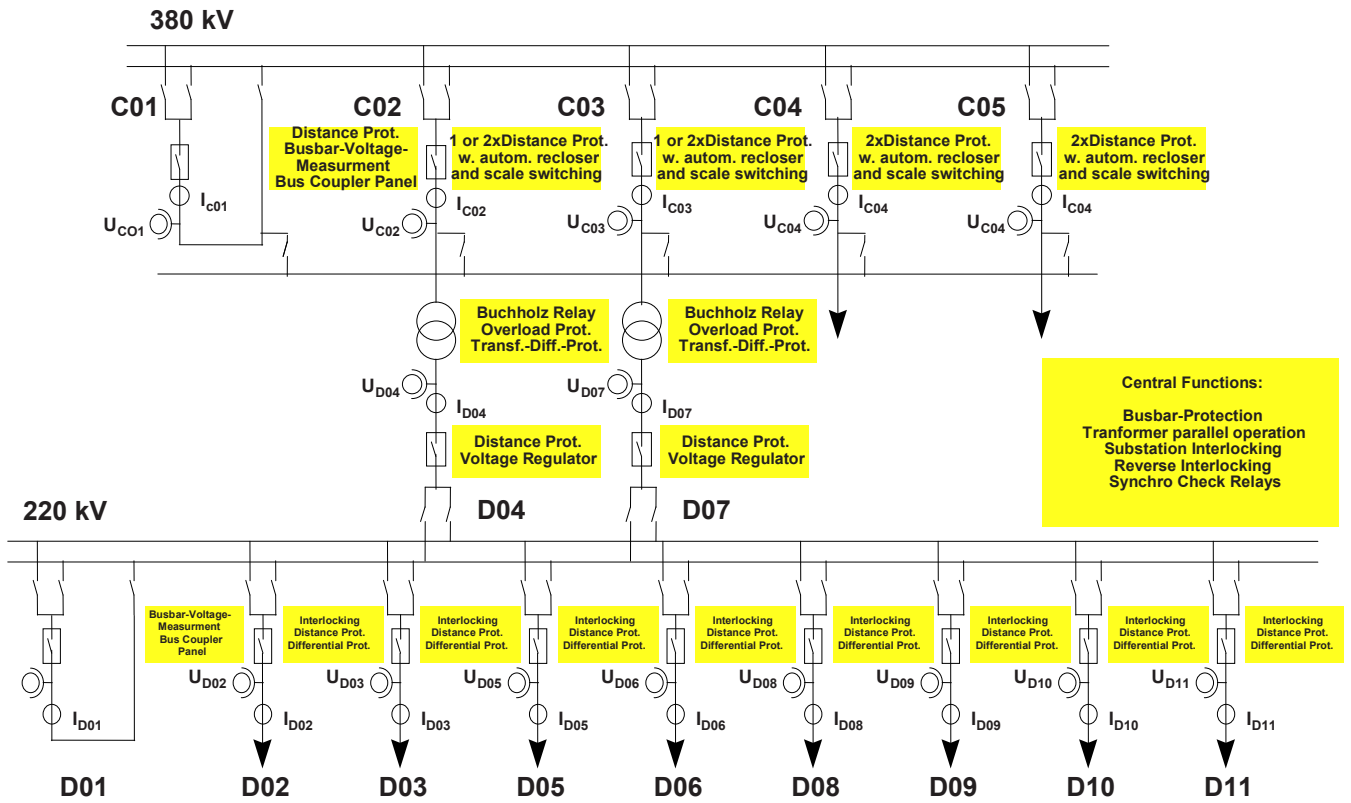 380 kV
C01
C02
C03
C04
C05
Distance Prot.
Busbar-Voltage-
Measurment
Bus Coupler Panel
1 or 2xDistance Prot.
w. autom. recloser
and scale switching
1 or 2xDistance Prot.
w. autom. recloser
and scale switching
2xDistance Prot.
w. autom. recloser
and scale switching
2xDistance Prot.
w. autom. recloser
and scale switching
Ic01
IC02
IC03
IC04
IC04
UCO1
UC02
UC03
UC04
UC04
Buchholz Relay
Overload Prot.
Transf.-Diff.-Prot.
Buchholz Relay
Overload Prot.
Transf.-Diff.-Prot.
UD04
UD07
ID04
ID07
Distance Prot.
Voltage Regulator
Distance Prot.
Voltage Regulator
Central Functions:
Busbar-Protection
Tranformer parallel operation
Substation Interlocking
Reverse Interlocking
Synchro Check Relays
D04
D07
220 kV
Busbar-Voltage-
Measurment
Bus Coupler
Panel
Interlocking
Distance Prot.
Differential Prot.
Interlocking
Distance Prot.
Differential Prot.
Interlocking
Distance Prot.
Differential Prot.
Interlocking
Distance Prot.
Differential Prot.
Interlocking
Distance Prot.
Differential Prot.
Interlocking
Distance Prot.
Differential Prot.
Interlocking
Distance Prot.
Differential Prot.
Interlocking
Distance Prot.
Differential Prot.
UD02
UD03
UD05
UD06
UD08
UD09
UD10
UD11
ID01
ID02
ID03
ID05
ID06
ID08
ID09
ID10
ID11
D01
D02
D03
D05
D06
D08
D09
D10
D11